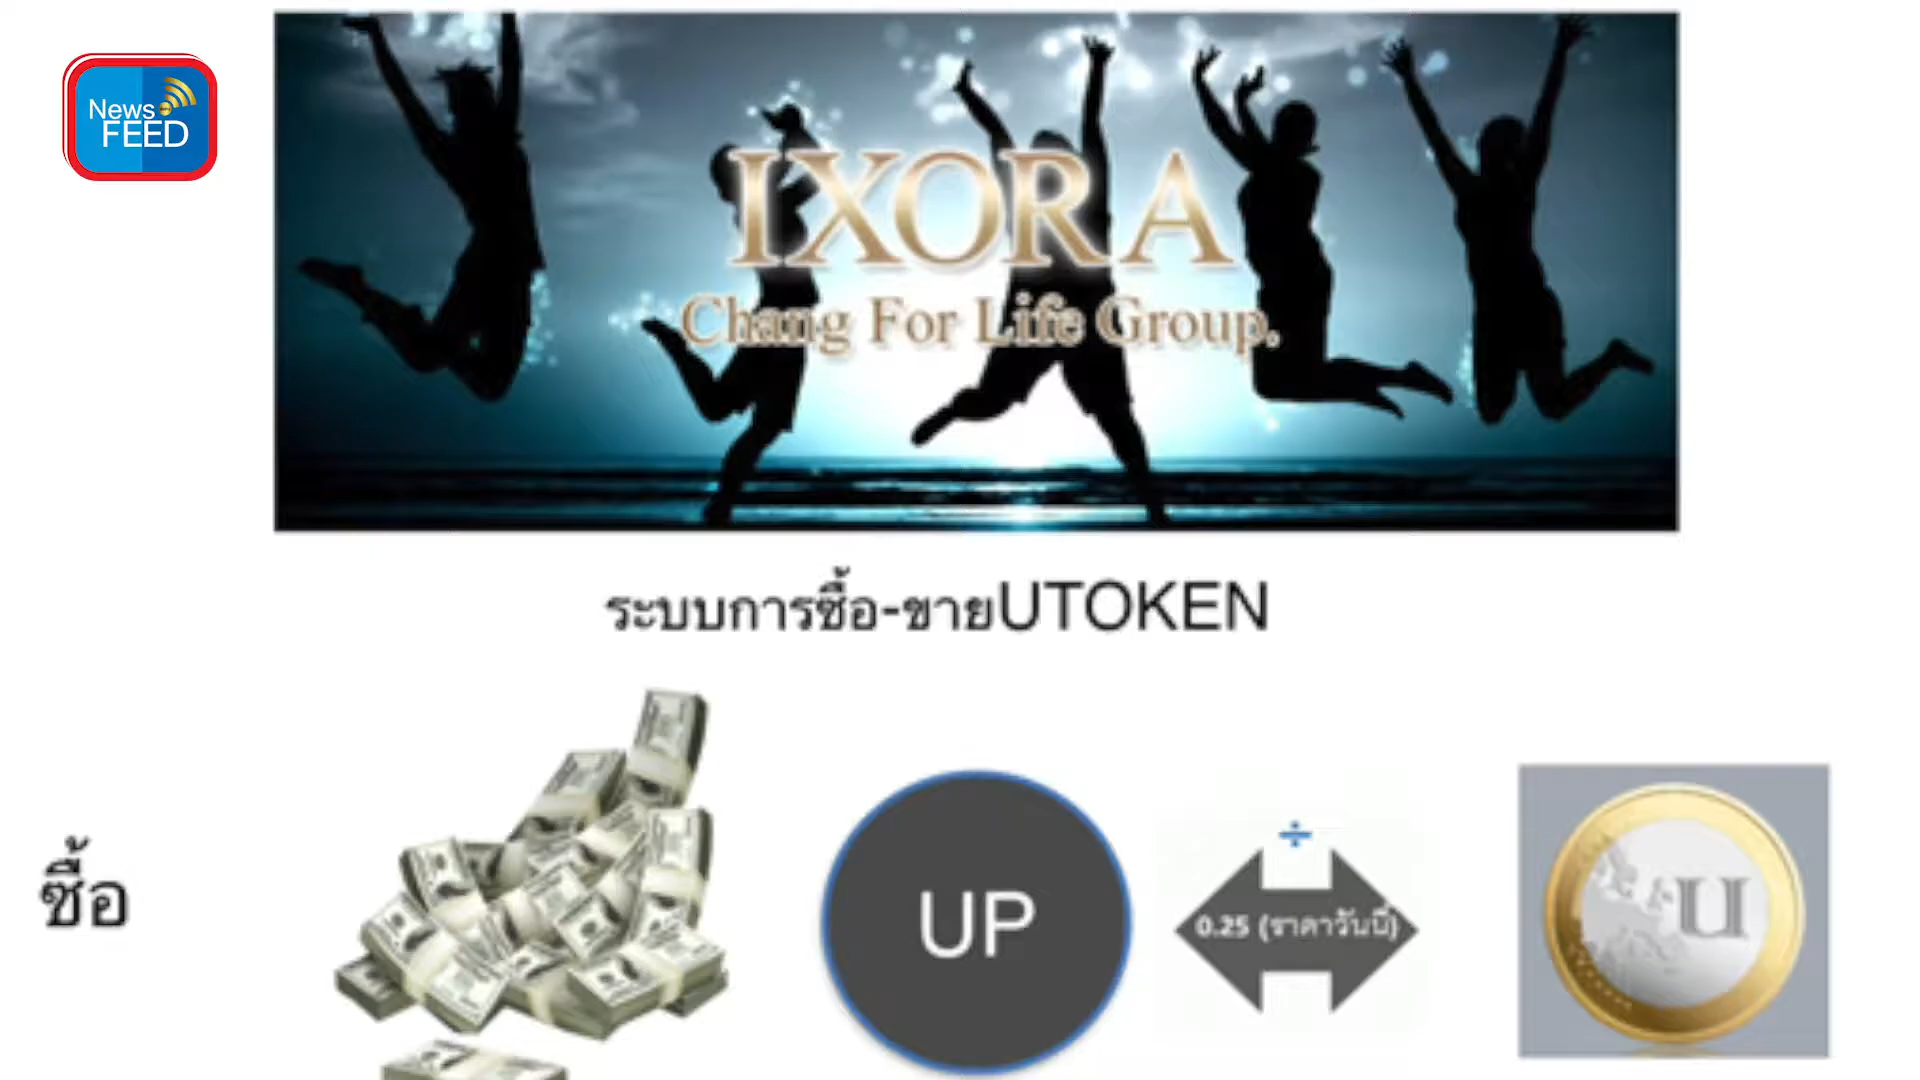 News
FEED
IXORA
Chang For Life Group.
ระบบการซื้อ-ขายUTOKEN
ซื้อ
UP
÷
0.25 (ราคาวันนี้)
U